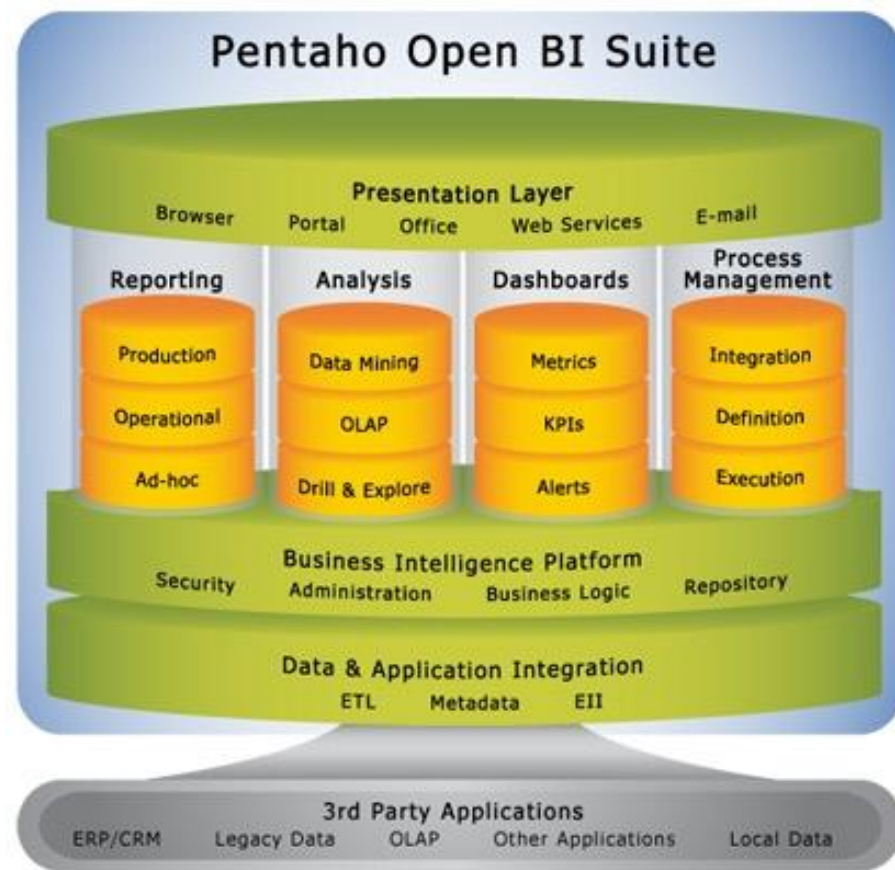 Pentaho Open BI Suite
Presentation Layer
Browser Portal Office Web Services E-mail
Reporting Analysis Dashboards Process Management
Production Data Mining Metrics Integration
Operational OLAP KPIs Definition
Ad-hoc Drill & Explore Alerts Execution
Business Intelligence Platform
Security Administration Business Logic Repository
Data & Application Integration
ETL Metadata EII
3rd Party Applications
ERP/CRM Legacy Data OLAP Other Applications Local Data